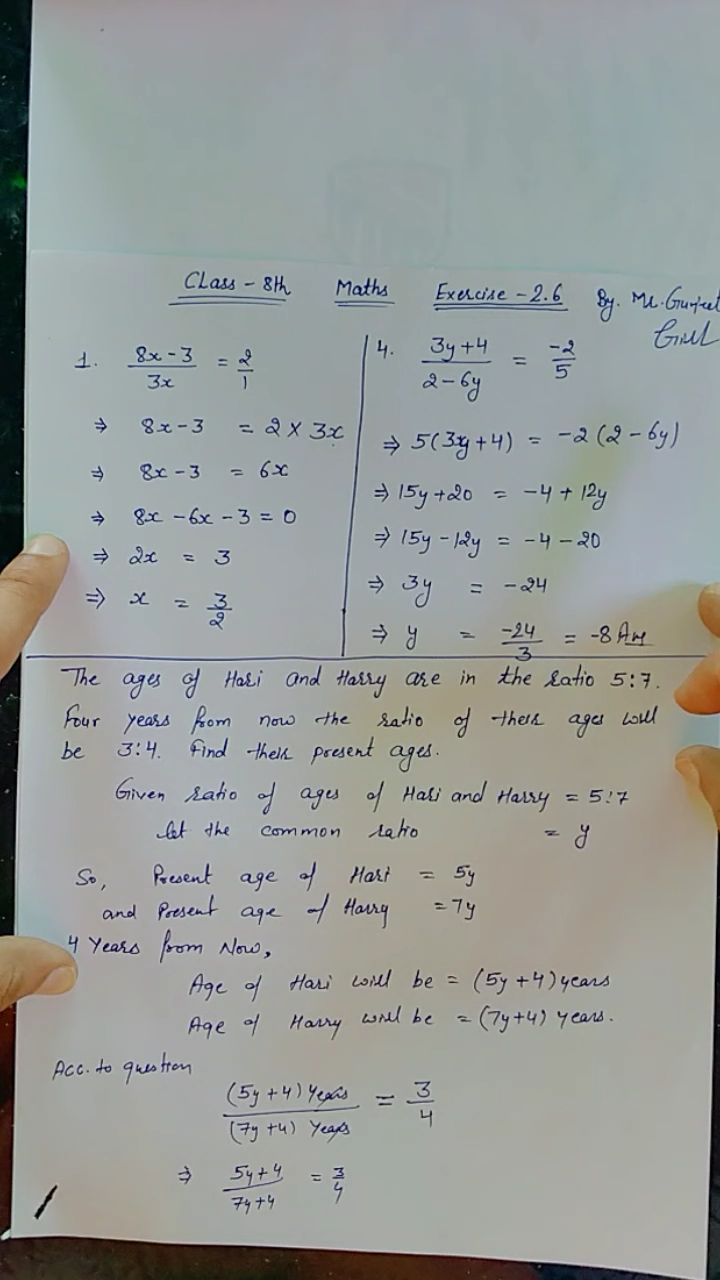 Class - 8th Maths Exercise - 2.6 By. Mr. Gurjeet
Gill
1. 8x - 3 / 3x = 2 / 1
⇒ 8x - 3 = 2 × 3x
⇒ 8x - 3 = 6x
⇒ 8x - 6x - 3 = 0
⇒ 2x = 3
⇒ x = 3 / 2
4. 3y + 4 / 2 - 6y = -2 / 5
⇒ 5(3y + 4) = -2(2 - 6y)
⇒ 15y + 20 = -4 + 12y
⇒ 15y - 12y = -4 - 20
⇒ 3y = -24
⇒ y = -24 / 3 = -8 Ans
The ages of Hari and Harry are in the ratio 5:7.
Four years from now the ratio of their ages will
be 3:4. Find their present ages.
Given ratio of ages of Hari and Harry = 5:7
let the common ratio = y
So, Present age of Hari = 5y
and Present age of Harry = 7y
4 Years from Now,
Age of Hari will be = (5y + 4) years
Age of Harry will be = (7y + 4) years.
Acc. to question
(5y + 4) Years / (7y + 4) Years = 3 / 4
⇒ 5y + 4 / 7y + 4 = 3 / 4